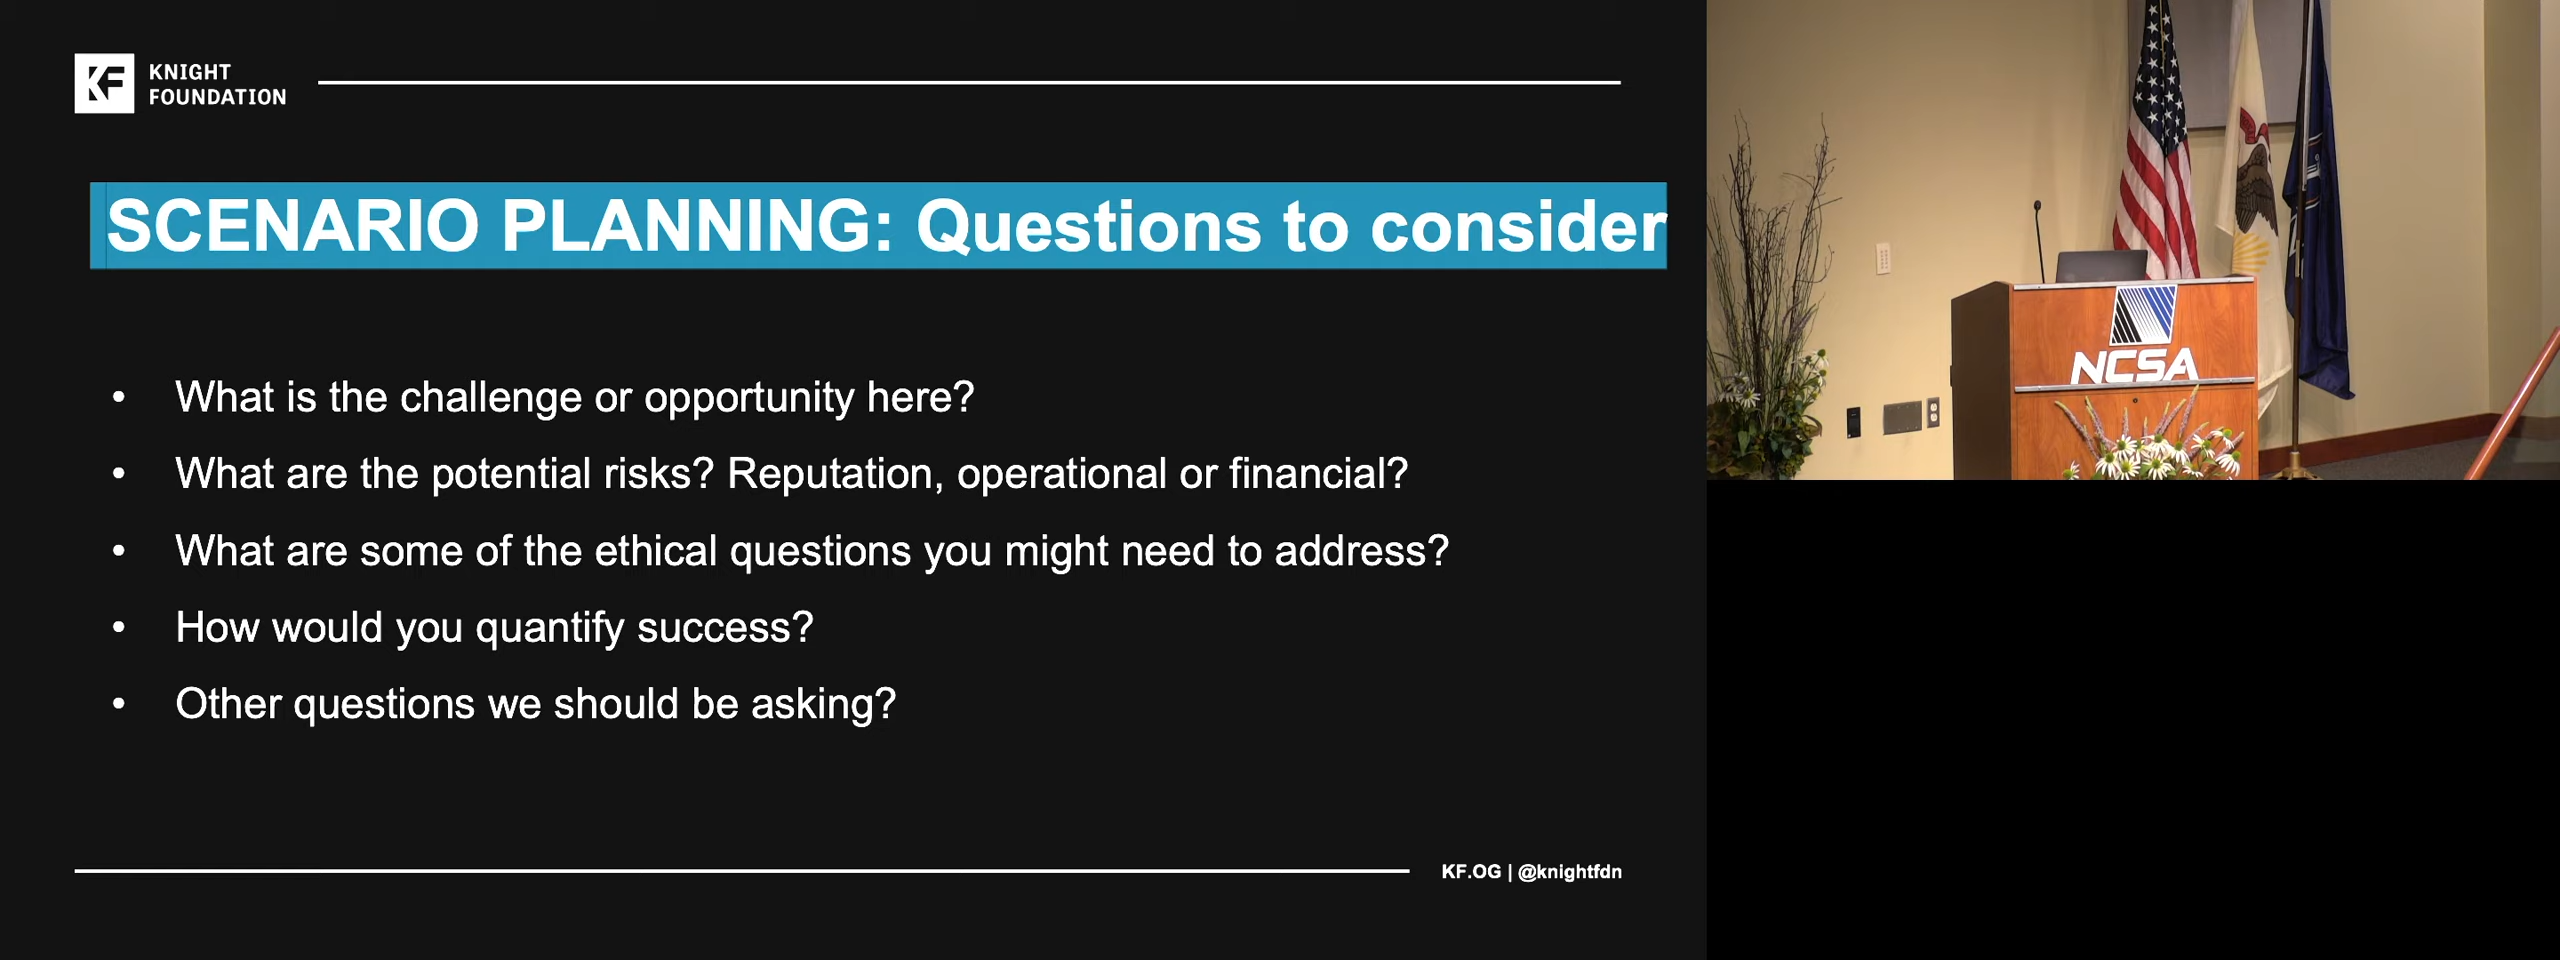 KF
KNIGHT
FOUNDATION
SCENARIO PLANNING: Questions to consider
• What is the challenge or opportunity here?
• What are the potential risks? Reputation, operational or financial?
• What are some of the ethical questions you might need to address?
• How would you quantify success?
• Other questions we should be asking?
KF.OG | @knightfdn
NCSA